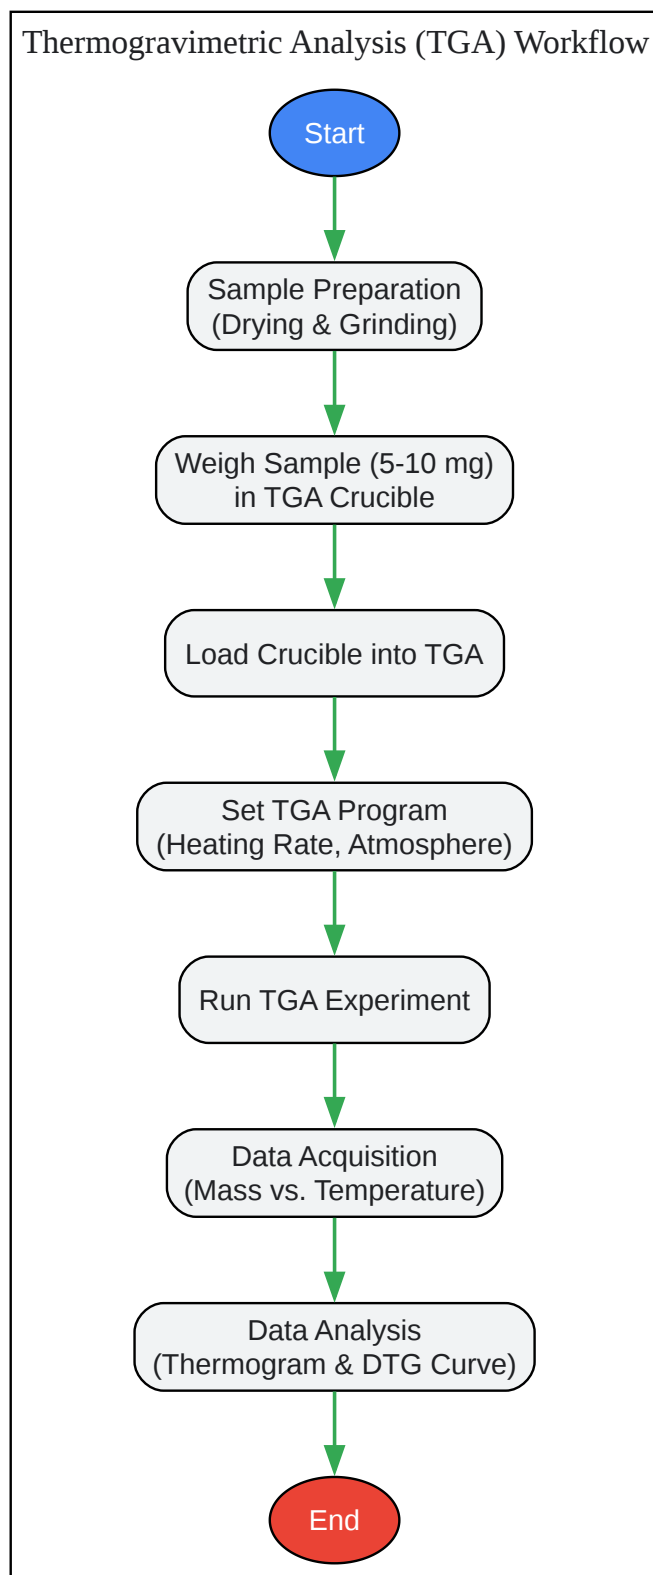 Thermogravimetric Analysis (TGA) Workflow
Start
Sample Preparation
(Drying & Grinding)
Weigh Sample (5-10 mg)
in TGA Crucible
Load Crucible into TGA
Set TGA Program
(Heating Rate, Atmosphere)
Run TGA Experiment
Data Acquisition
(Mass vs. Temperature)
Data Analysis
(Thermogram & DTG Curve)
End